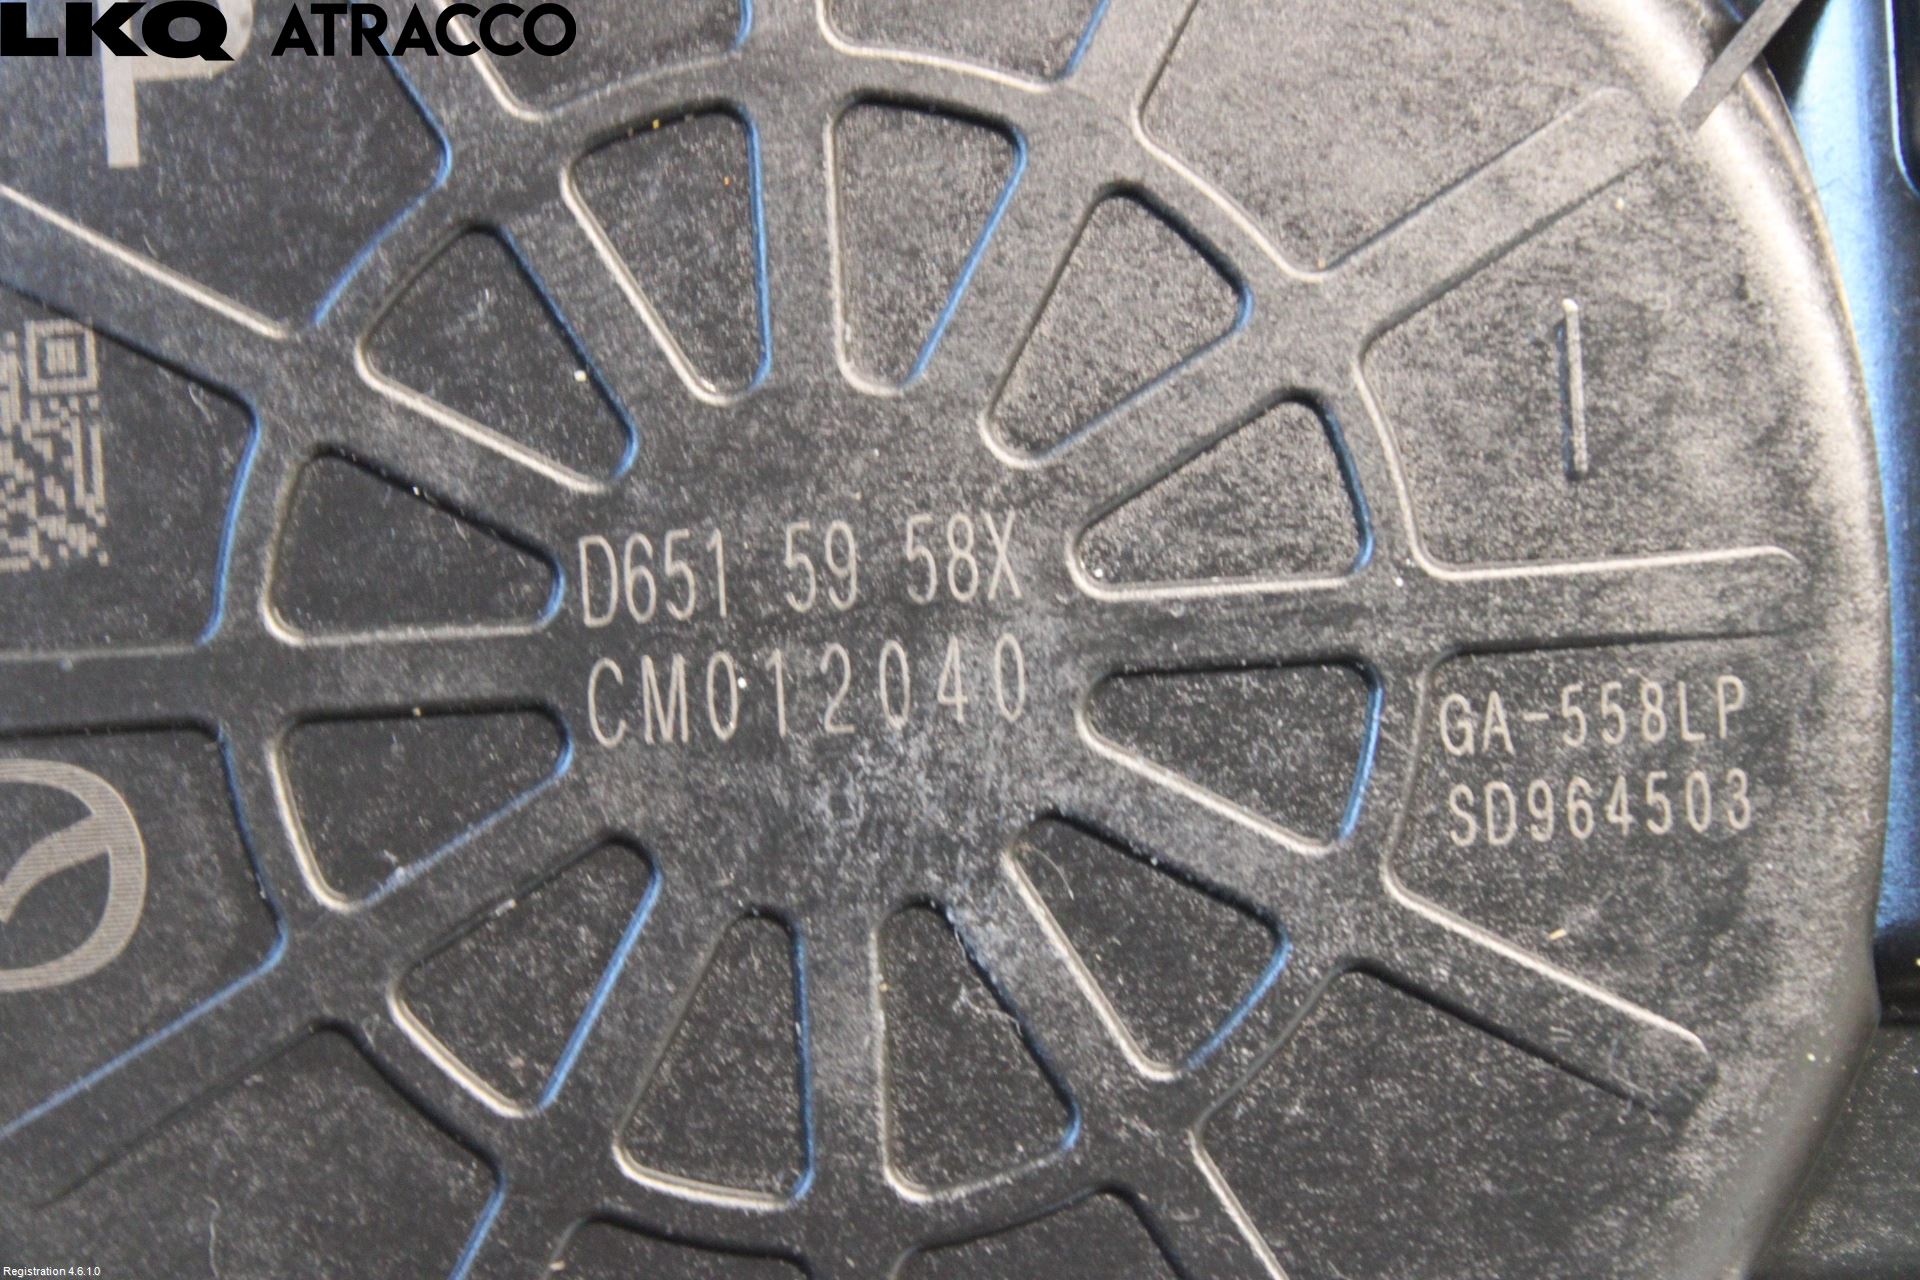 LKQ ATRACCO
P
D651 59 58X
CM012040
GA-558LP
SD964503
Registration 4.6.1.0